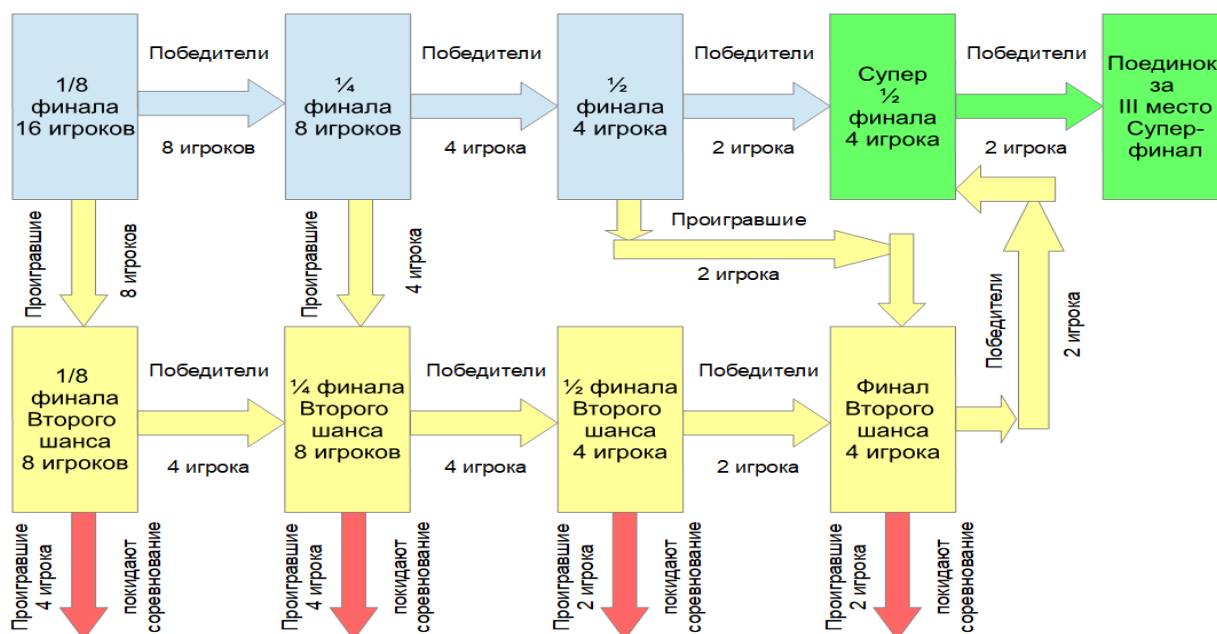 1/8
финала
16 игроков
Победители
8 игроков
¼
финала
8 игроков
Победители
4 игрока
½
финала
4 игрока
Победители
2 игрока
Супер
½
финала
4 игрока
Победители
2 игрока
Поединок
за
III место
Супер-
финал
Проигравшие
8 игроков
Проигравшие
4 игрока
Проигравшие
2 игрока
Победители
2 игрока
1/8
финала
Второго
шанса
8 игроков
Победители
4 игрока
¼ финала
Второго
шанса
8 игроков
Победители
4 игрока
½ финала
Второго
шанса
4 игрока
Победители
2 игрока
Финал
Второго
шанса
4 игрока
Проигравшие
4 игрока
покидают
соревнование
Проигравшие
4 игрока
покидают
соревнование
Проигравшие
2 игрока
покидают
соревнование
Проигравшие
2 игрока
покидают
соревнование